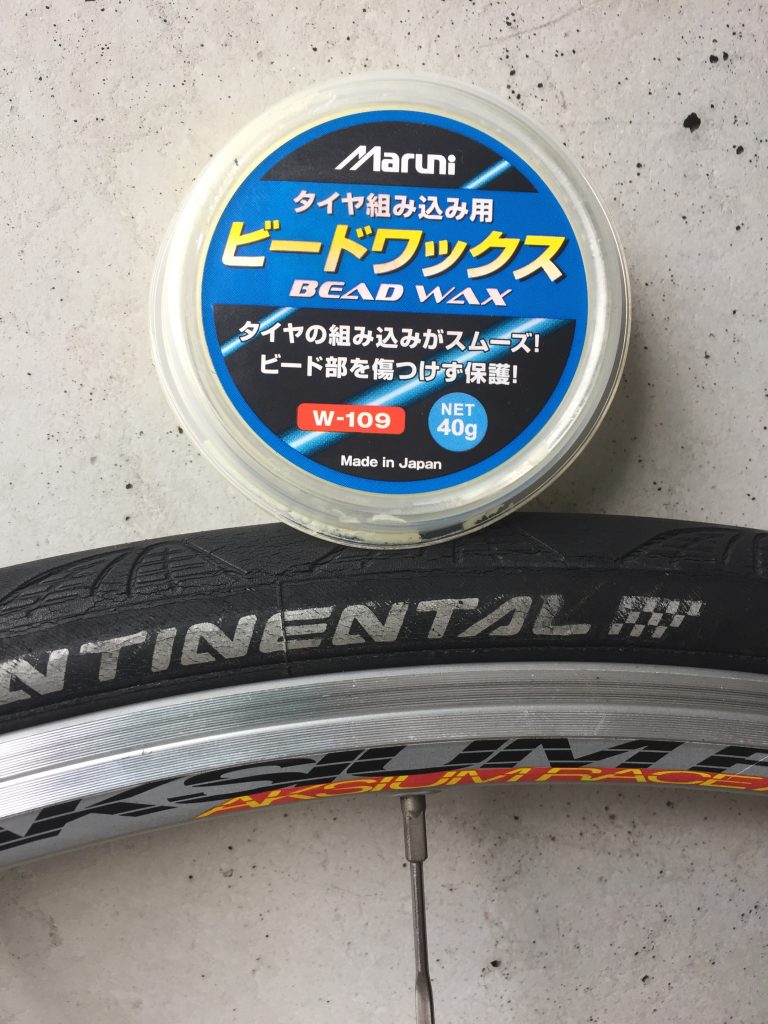 Maruni
タイヤ組み込み用
ビードワックス
BEAD WAX
タイヤの組み込みがスムーズ!
ビード部を傷つけず保護!
W-109
NET
40g
Made in Japan
NTINENTAL
AKSIUM
AKSIUM RACE